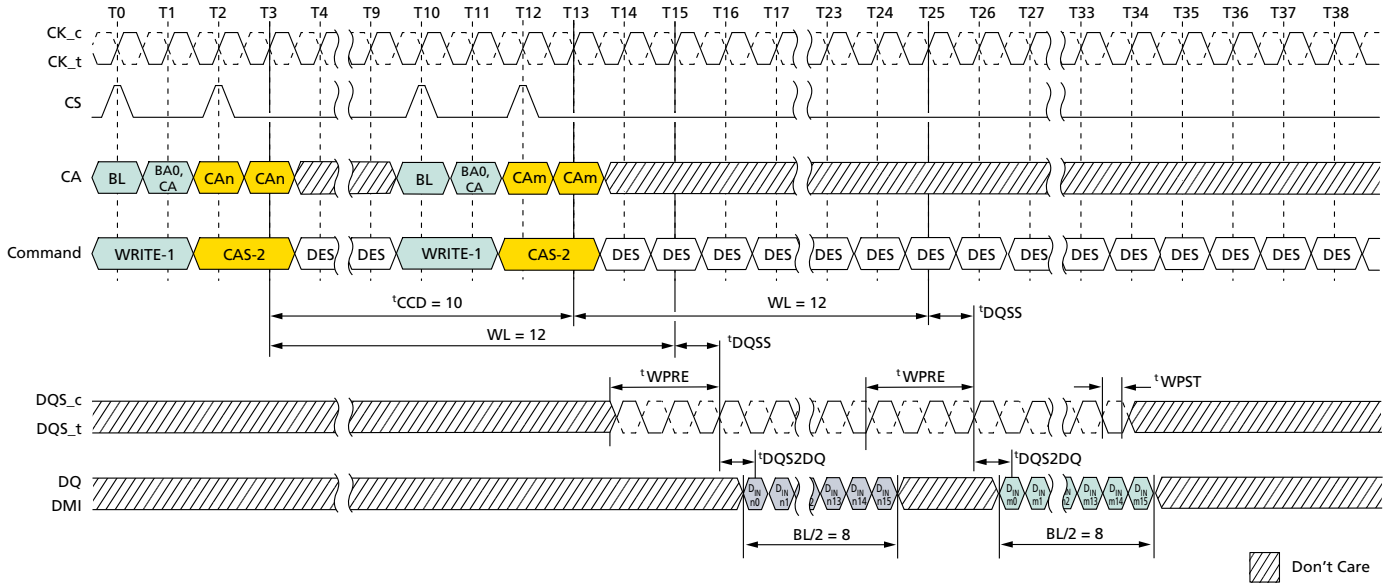 T0 T1 T2 T3 T4 T9 T10 T11 T12 T13 T14 T15 T16 T17 T23 T24 T25 T26 T27 T33 T34 T35 T36 T37 T38
CK_c
CK_t
CS
CA BL BA0, CA CAn CAn BL BA0, CA CAm CAm
Command WRITE-1 CAS-2 DES DES WRITE-1 CAS-2 DES DES DES DES DES DES DES DES DES DES DES DES DES DES DES
tCCD = 10 WL = 12 tDQSS
WL = 12 tDQSS
tWPRE tWPRE tWPST
DQS_c
DQS_t
tDQS2DQ tDQS2DQ
DQ
DMI
DIN n0 DIN n1 DIN n13 DIN n14 DIN n15 DIN m0 DIN m1 DIN m13 DIN m14 DIN m15
BL/2 = 8 BL/2 = 8
Don't Care